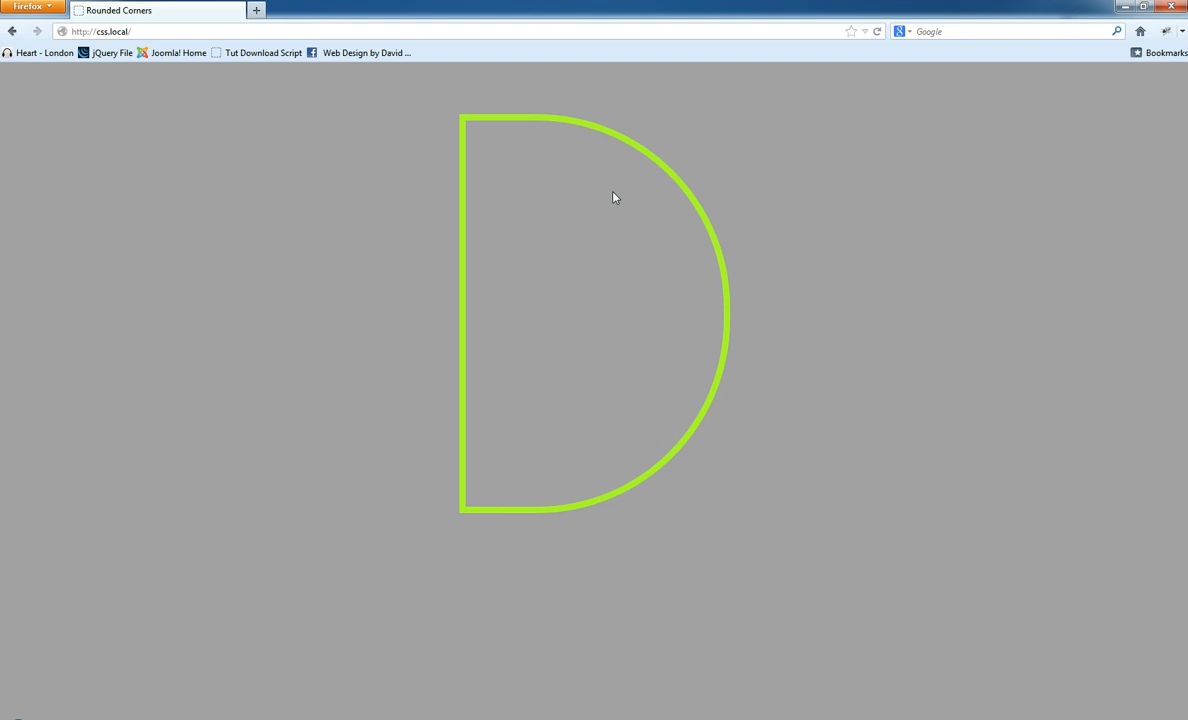 Firefox
Rounded Corners
http://css.local/
Google
Heart - London
jQuery File
Joomla! Home
Tut Download Script
Web Design by David ...
Bookmarks